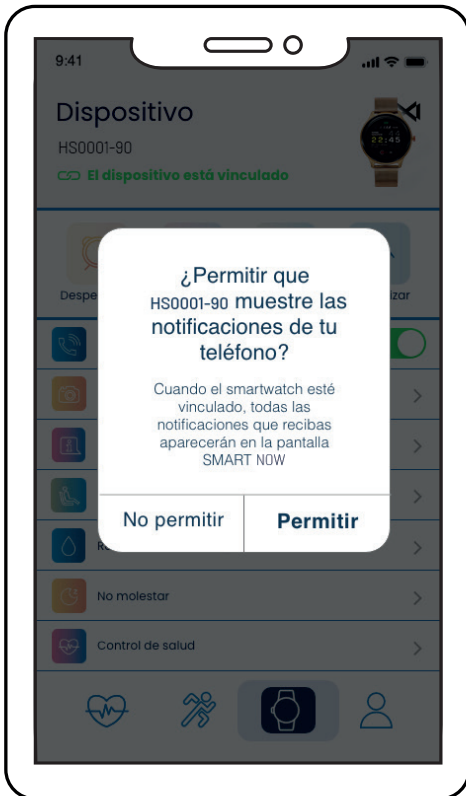 9:41
Dispositivo
HS0001-90
El dispositivo está vinculado
22:45
¿Permitir que
HS0001-90 muestre las
notificaciones de tu
teléfono?
Cuando el smartwatch esté
vinculado, todas las
notificaciones que recibas
aparecerán en la pantalla
SMART NOW
No permitir
Permitir
No molestar
Control de salud